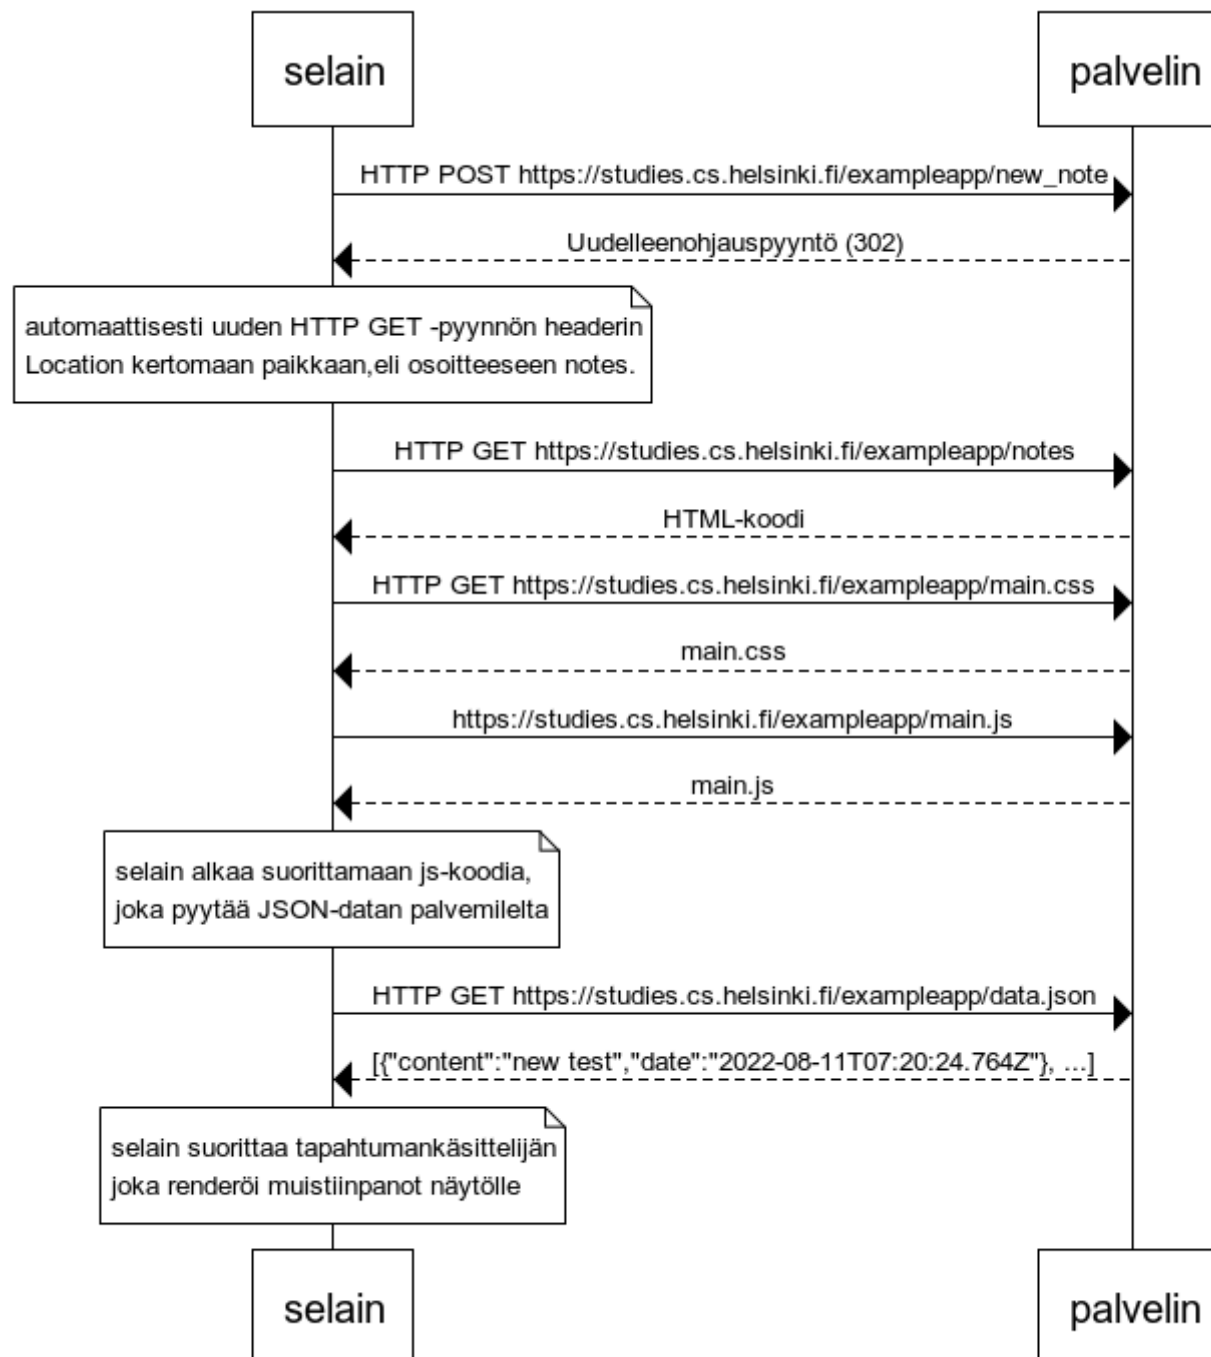 selain
palvelin
HTTP POST https://studies.cs.helsinki.fi/exampleapp/new_note
Uudelleenohjauspyyntö (302)
automaattisesti uuden HTTP GET -pyynnön headerin
Location kertomaan paikkaan,eli osoitteeseen notes.
HTTP GET https://studies.cs.helsinki.fi/exampleapp/notes
HTML-koodi
HTTP GET https://studies.cs.helsinki.fi/exampleapp/main.css
main.css
https://studies.cs.helsinki.fi/exampleapp/main.js
main.js
selain alkaa suorittamaan js-koodia,
joka pyytää JSON-datan palvemilelta
HTTP GET https://studies.cs.helsinki.fi/exampleapp/data.json
[{"content":"new test","date":"2022-08-11T07:20:24.764Z"}, ...]
selain suorittaa tapahtumankäsittelijän
joka renderöi muistiinpanot näytölle
selain
palvelin